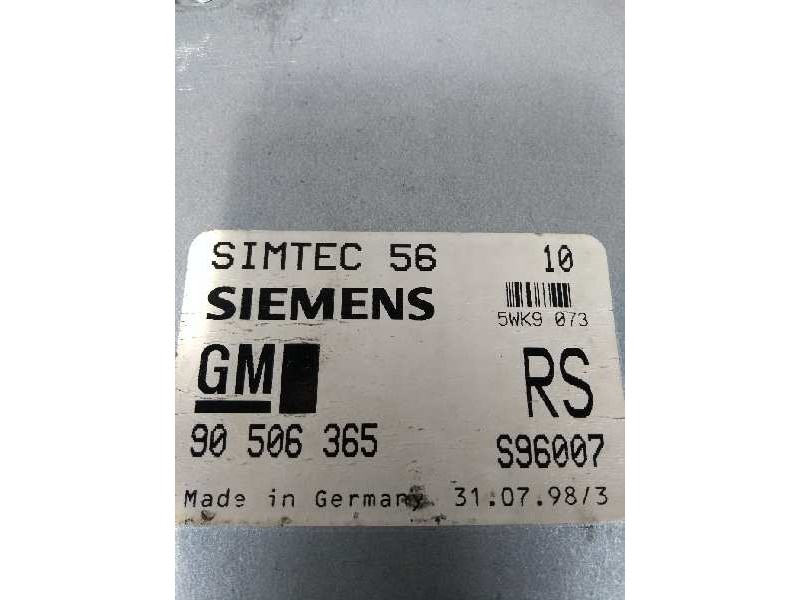 SIMTEC 56 10
SIEMENS
5WK9 073
GM RS
90 506 365 S96007
Made in Germany 31.07.98/3